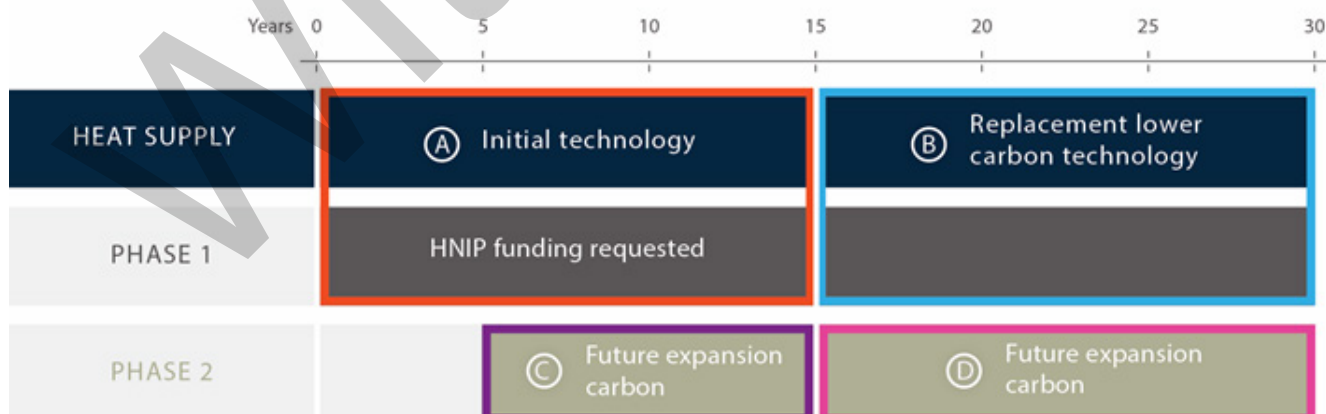 Years 0 5 10 15 20 25 30
HEAT SUPPLY
A Initial technology
B Replacement lower
carbon technology
PHASE 1
HNIP funding requested
PHASE 2
C Future expansion
carbon
D Future expansion
carbon